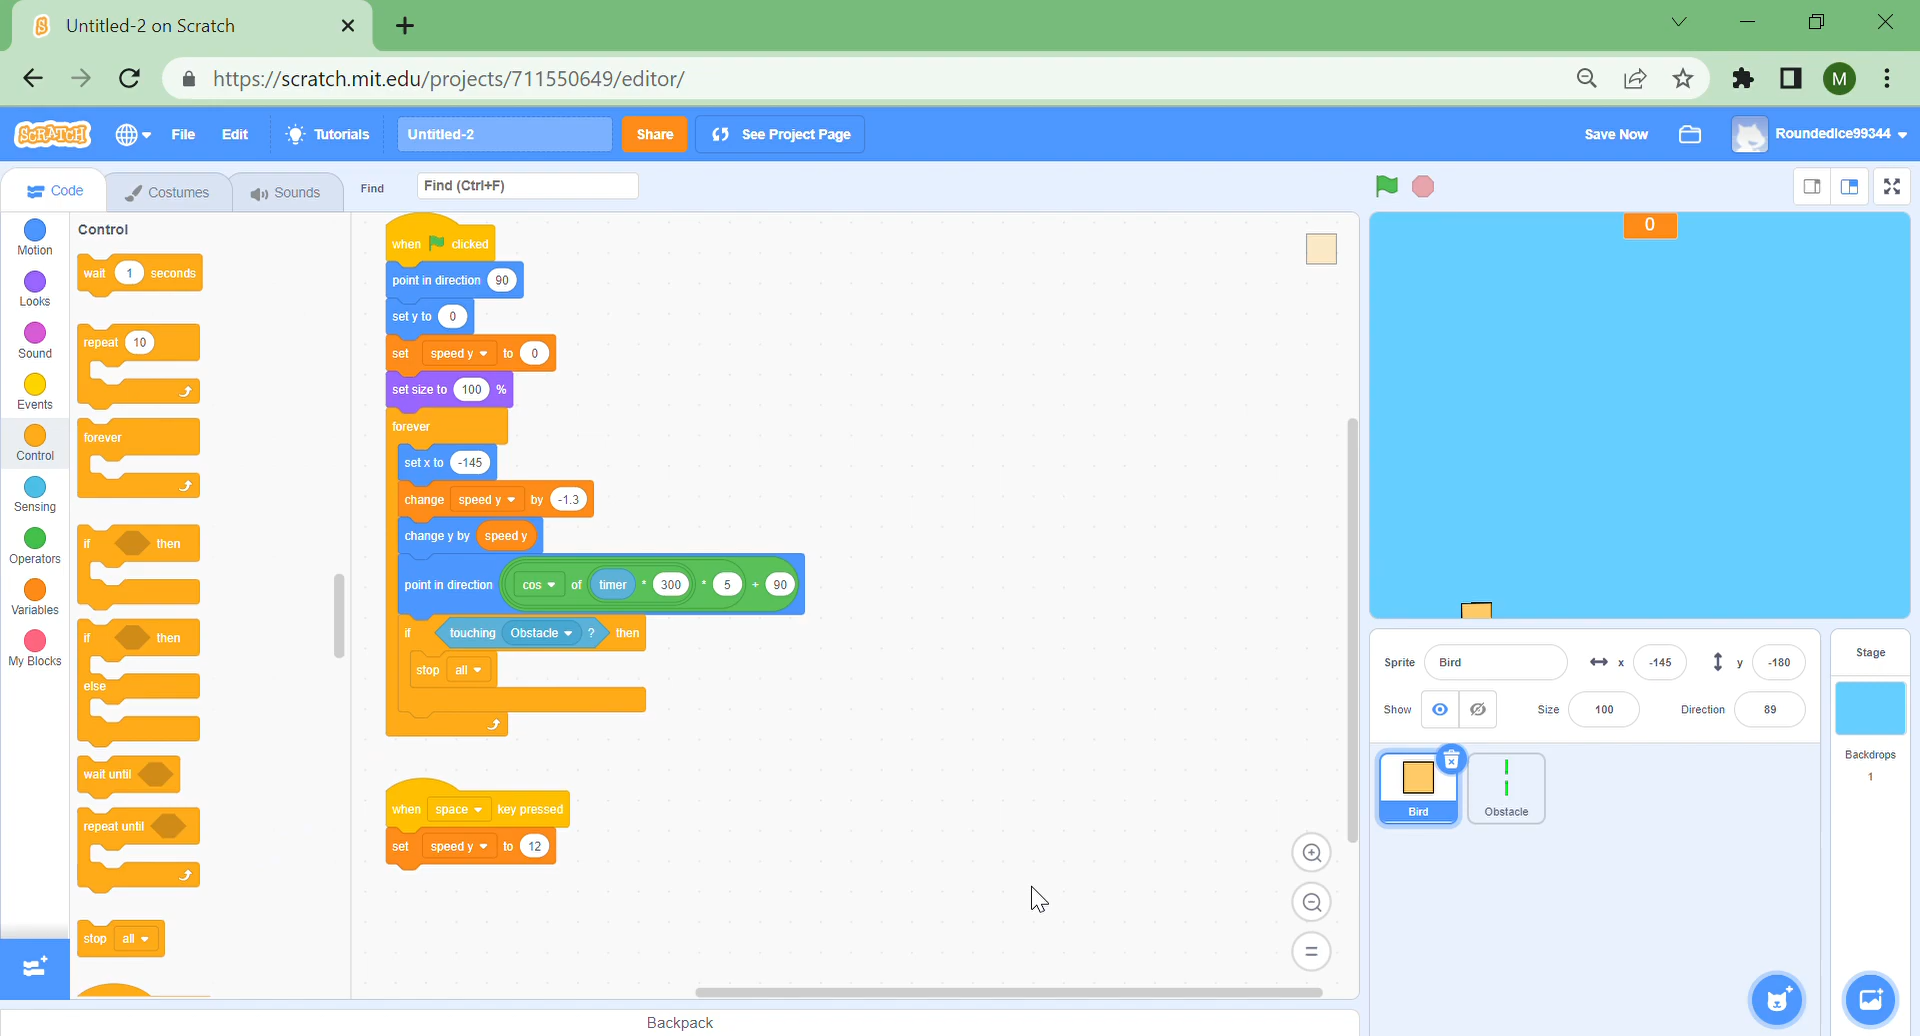 Untitled-2 on Scratch
https://scratch.mit.edu/projects/711550649/editor/
M
SCRATCH
File
Edit
Tutorials
Untitled-2
Share
See Project Page
Save Now
RoundedIce99344
Code
Costumes
Sounds
Find
Find (Ctrl+F)
Motion
Looks
Sound
Events
Control
Sensing
Operators
Variables
My Blocks
Control
wait 1 seconds
repeat 10
forever
if then
if then
else
wait until
repeat until
stop all
when clicked
point in direction 90
set y to 0
set speed y to 0
set size to 100 %
forever
set x to -145
change speed y by -1.3
change y by speed y
point in direction cos of timer * 300 * 5 + 90
if touching Obstacle ? then
stop all
when space key pressed
set speed y to 12
Backpack
0
Sprite Bird x -145 y -180
Show Size 100 Direction 89
Bird
Obstacle
Stage
Backdrops
1